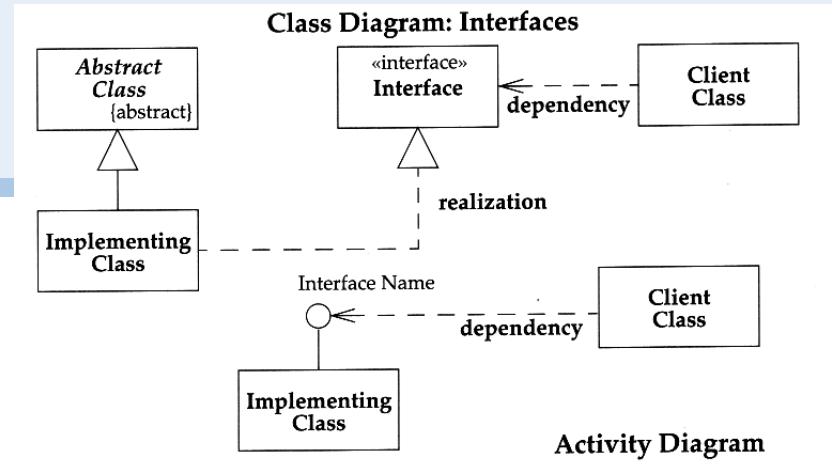 Class Diagram: Interfaces
Abstract
Class
{abstract}
«interface»
Interface
Client
Class
dependency
realization
Implementing
Class
Interface Name
Client
Class
dependency
Implementing
Class
Activity Diagram